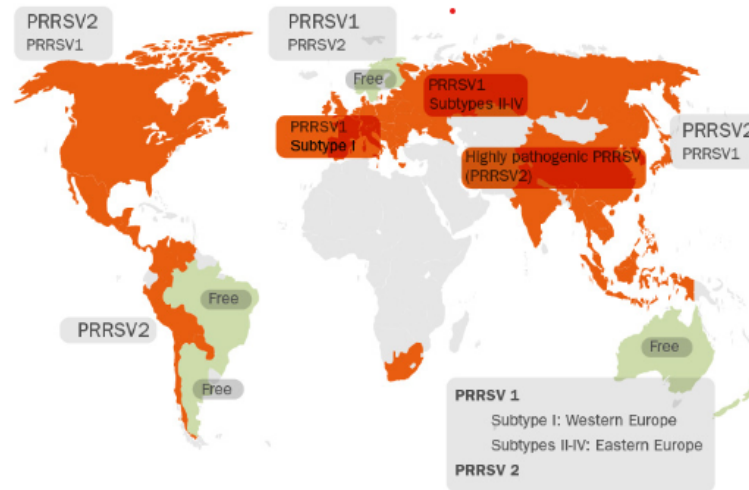 PRRSV2
PRRSV1
PRRSV1
PRRSV2
Free
PRRSV1
Subtypes II-IV
PRRSV1
Subtype I
PRRSV2
PRRSV1
Highly pathogenic PRRSV
(PRRSV2)
Free
PRRSV2
Free
Free
PRRSV 1
Subtype I: Western Europe
Subtypes II-IV: Eastern Europe
PRRSV 2